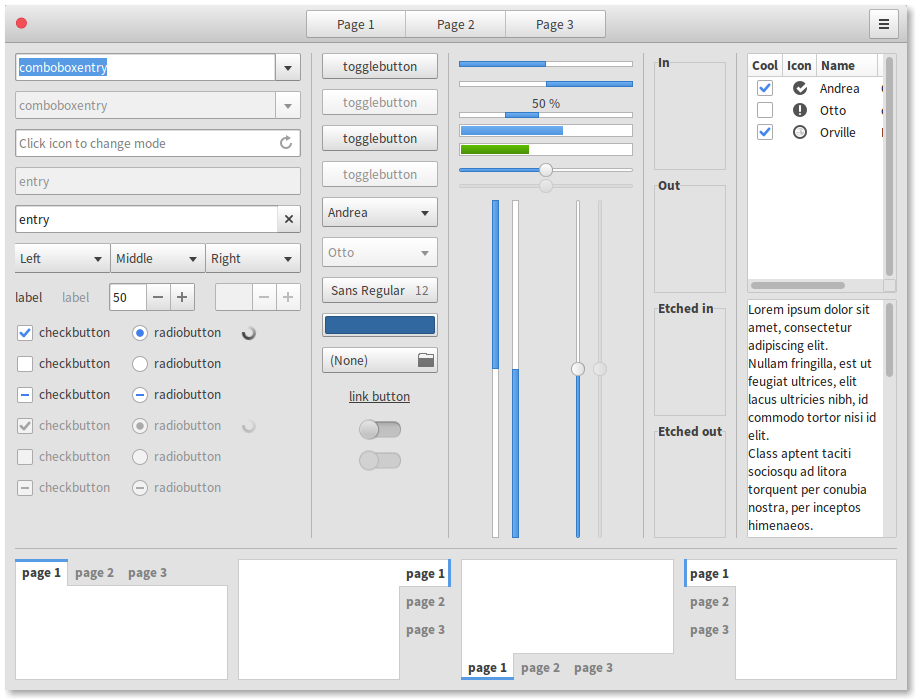 Page 1
Page 2
Page 3
comboboxentry
comboboxentry
Click icon to change mode
entry
entry
Left
Middle
Right
label
label
50
checkbutton
radiobutton
checkbutton
radiobutton
checkbutton
radiobutton
checkbutton
radiobutton
checkbutton
radiobutton
checkbutton
radiobutton
togglebutton
togglebutton
togglebutton
togglebutton
Andrea
Otto
Sans Regular 12
(None)
link button
50 %
In
Out
Etched in
Etched out
Cool Icon Name
Andrea
Otto
Orville
Lorem ipsum dolor sit
amet, consectetur
adipiscing elit.
Nullam fringilla, est ut
feugiat ultrices, elit
lacus ultricies nibh, id
commodo tortor nisi id
elit.
Class aptent taciti
sociosqu ad litora
torquent per conubia
nostra, per inceptos
himenaeos.
page 1 page 2 page 3
page 1
page 2
page 3
page 1 page 2 page 3
page 1
page 2
page 3